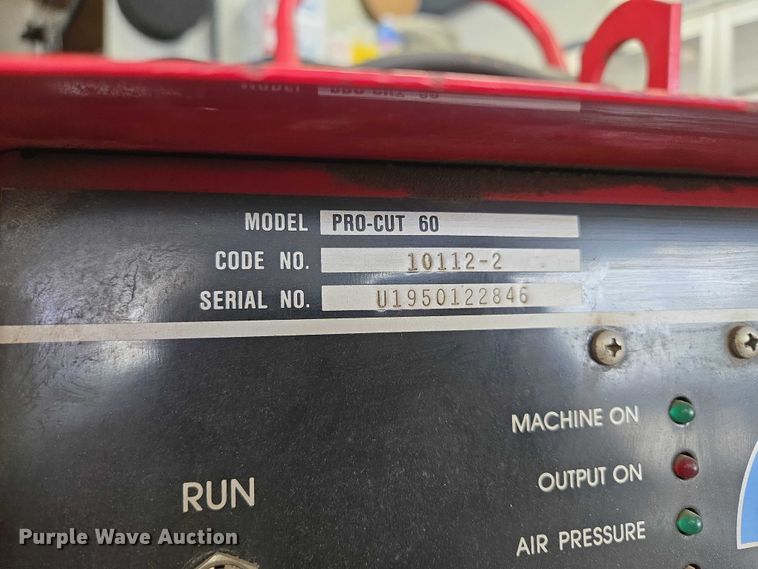 MODEL PRO-CUT 60
CODE NO. 10112-2
SERIAL NO. U1950122846
MACHINE ON
OUTPUT ON
RUN
AIR PRESSURE
Purple Wave Auction